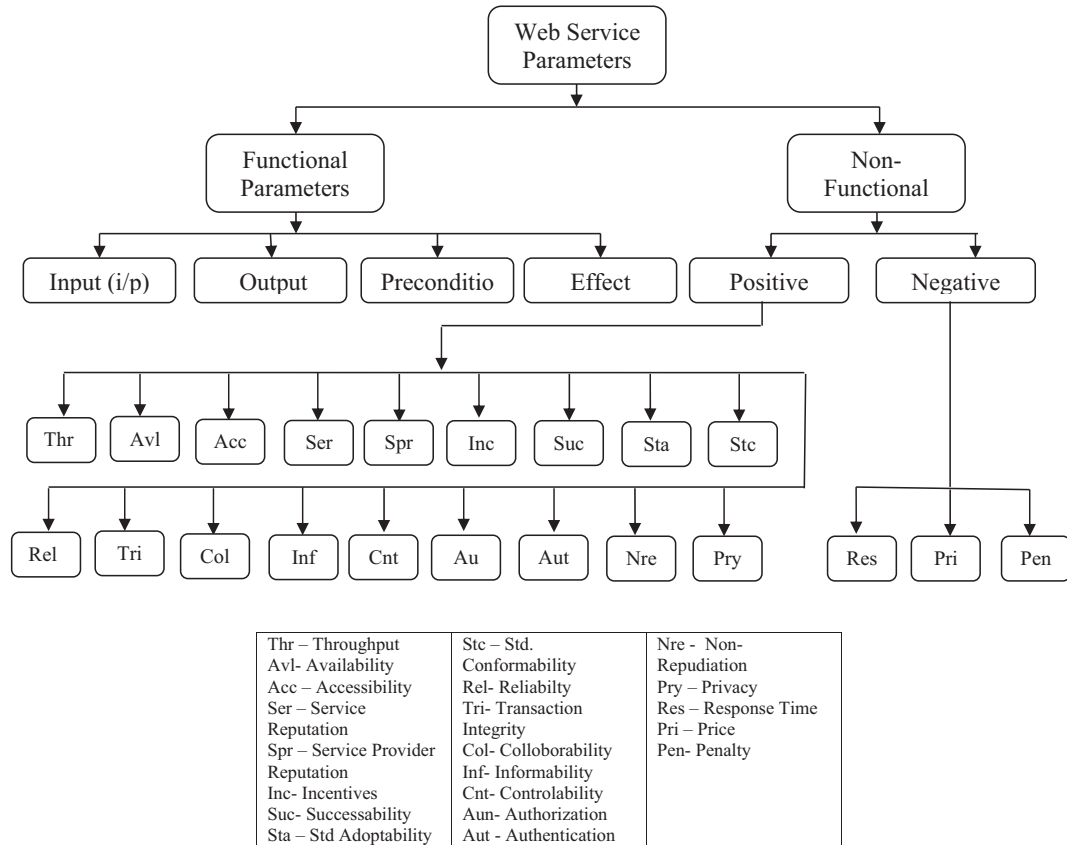 Web Service
Parameters
Functional
Parameters
Non-
Functional
Input (i/p)
Output
Preconditio
Effect
Positive
Negative
Thr
Avl
Acc
Ser
Spr
Inc
Suc
Sta
Stc
Rel
Tri
Col
Inf
Cnt
Au
Aut
Nre
Pry
Res
Pri
Pen
Thr – Throughput
Avl- Availability
Acc – Accessibility
Ser – Service
Reputation
Spr – Service Provider
Reputation
Inc- Incentives
Suc- Successability
Sta – Std Adoptability
Stc – Std.
Conformability
Rel- Reliabilty
Tri- Transaction
Integrity
Col- Colloborability
Inf- Informability
Cnt- Controlability
Aun- Authorization
Aut - Authentication
Nre - Non-
Repudiation
Pry – Privacy
Res – Response Time
Pri – Price
Pen- Penalty